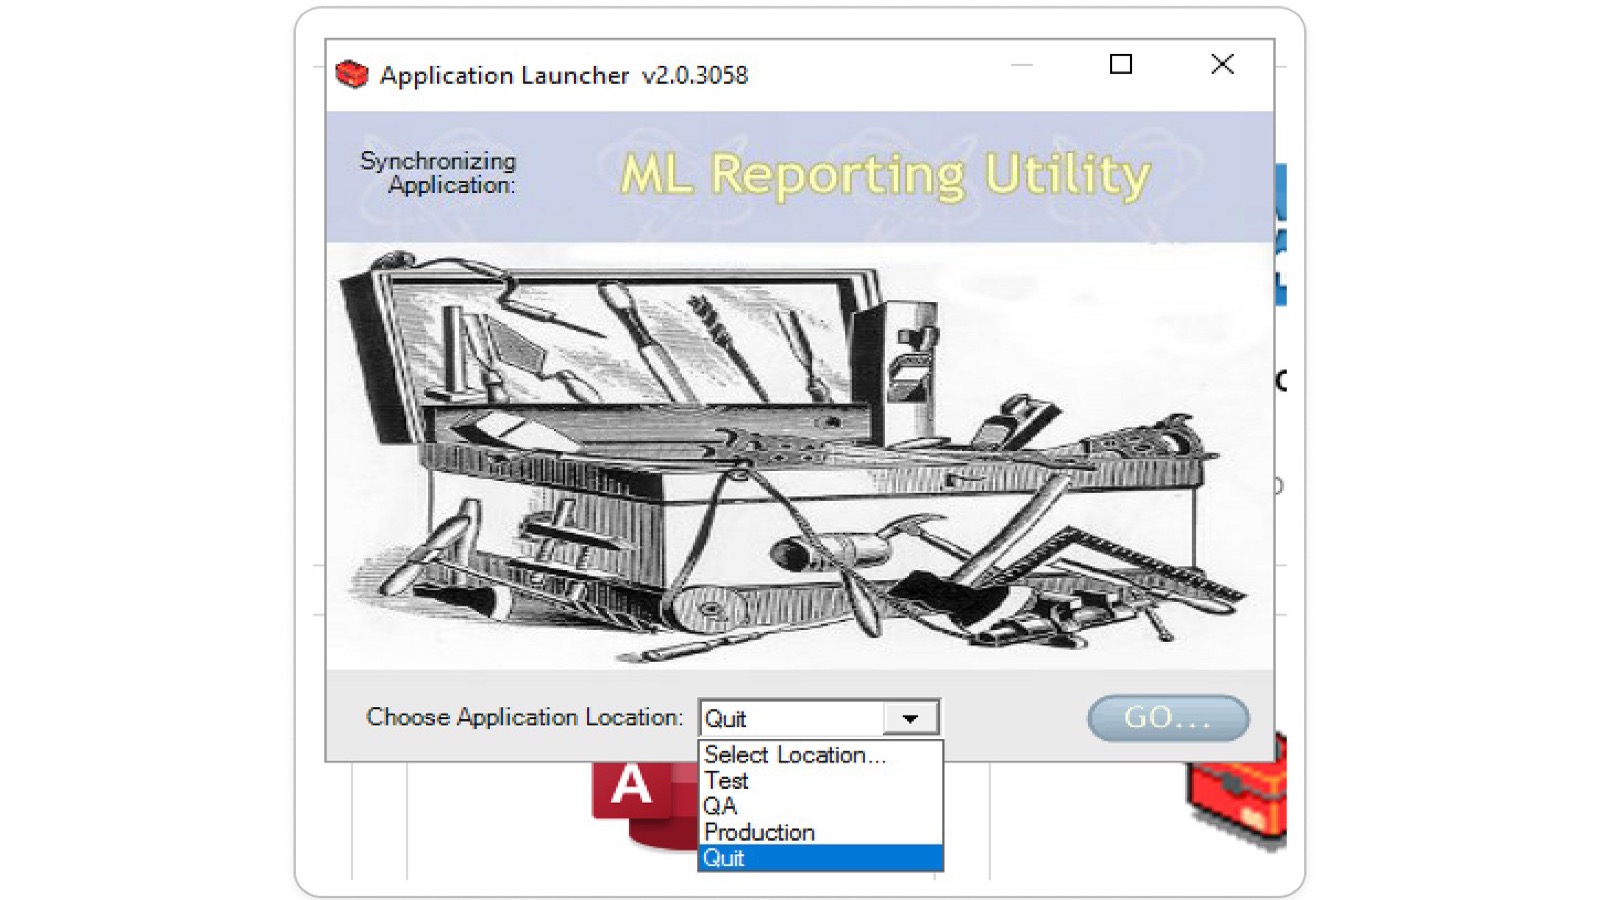 Application Launcher v2.0.3058
Synchronizing
Application:
ML Reporting Utility
Choose Application Location:
Quit
GO...
Select Location...
Test
QA
Production
Quit
A